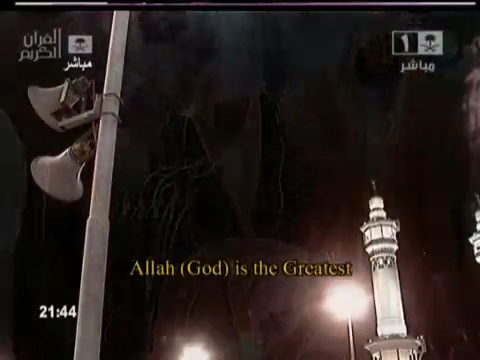 القرآن
الكريم
مباشر
1
مباشر
Allah (God) is the Greatest
21:44